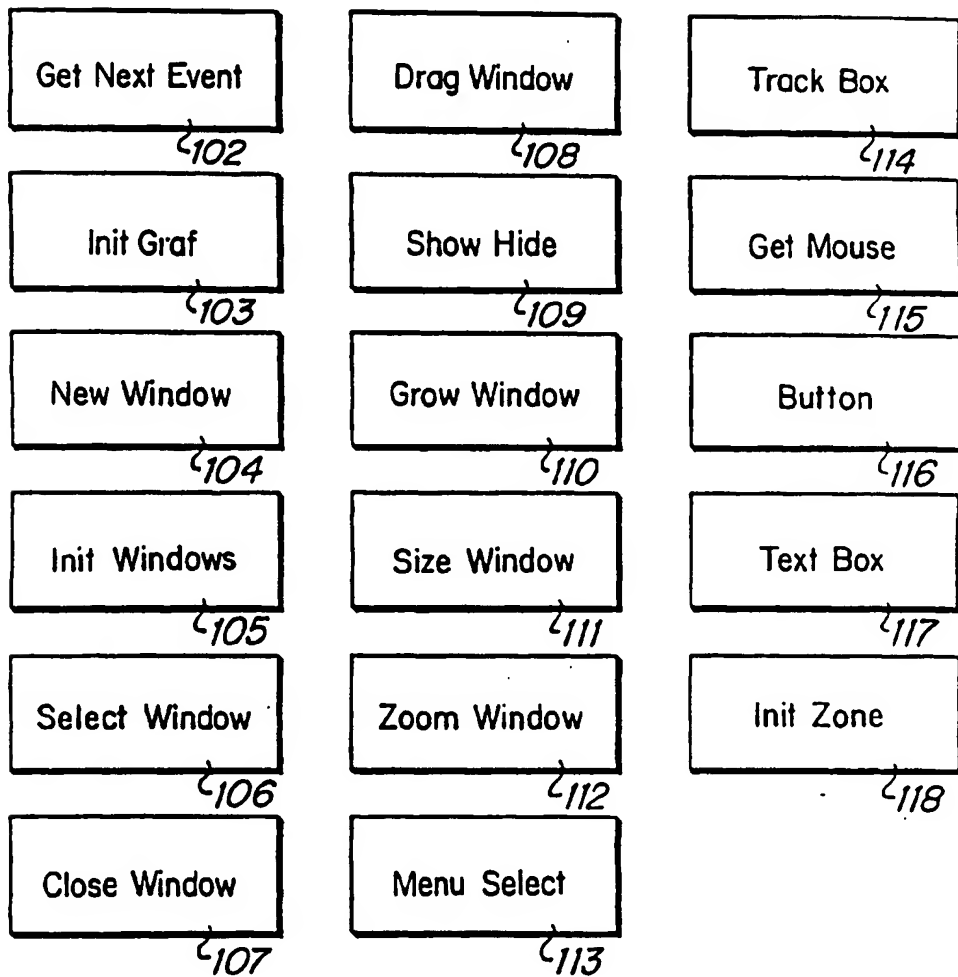 Get Next Event
102
Init Graf
103
New Window
104
Init Windows
105
Select Window
106
Close Window
107
Drag Window
108
Show Hide
109
Grow Window
110
Size Window
111
Zoom Window
112
Menu Select
113
Track Box
114
Get Mouse
115
Button
116
Text Box
117
Init Zone
118